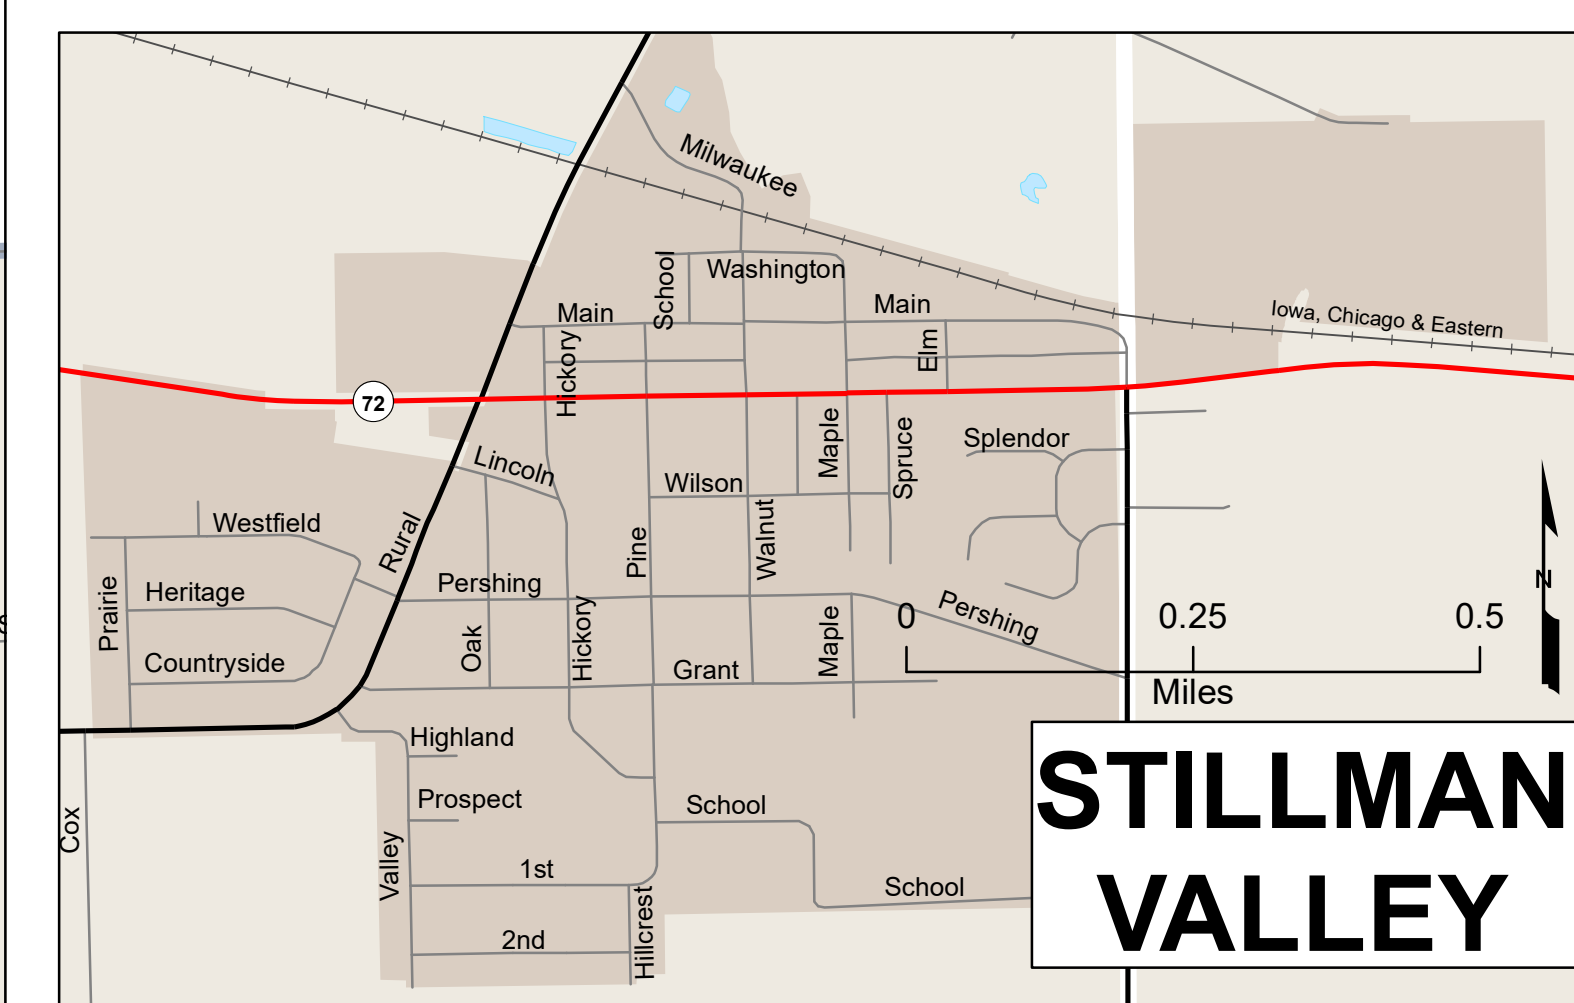 Milwaukee
School
Washington
Main
Main
Iowa, Chicago & Eastern
Elm
Hickory
72
Maple
Spruce
Splendor
Lincoln
Wilson
Westfield
Rural
Pine
Walnut
Pershing
Heritage
Prairie
N
0
0.25
0.5
Pershing
Oak
Hickory
Maple
Countryside
Grant
Miles
Highland
STILLMAN
VALLEY
Prospect
School
Cox
Valley
1st
School
Hillcrest
2nd